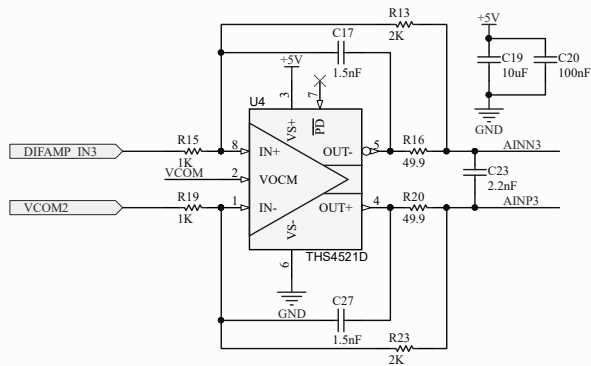 R13
2K
C17
1.5nF
+5V
+5V
C19
10uF
C20
100nF
GND
U4
3
7
VS+
PD
DIFAMP_IN3
R15
1K
8
IN+
OUT-
5
R16
49.9
AINN3
VCOM
2
VOCM
C23
2.2nF
VCOM2
R19
1K
1
IN-
OUT+
4
R20
49.9
AINP3
VS-
6
THS4521D
GND
C27
1.5nF
R23
2K